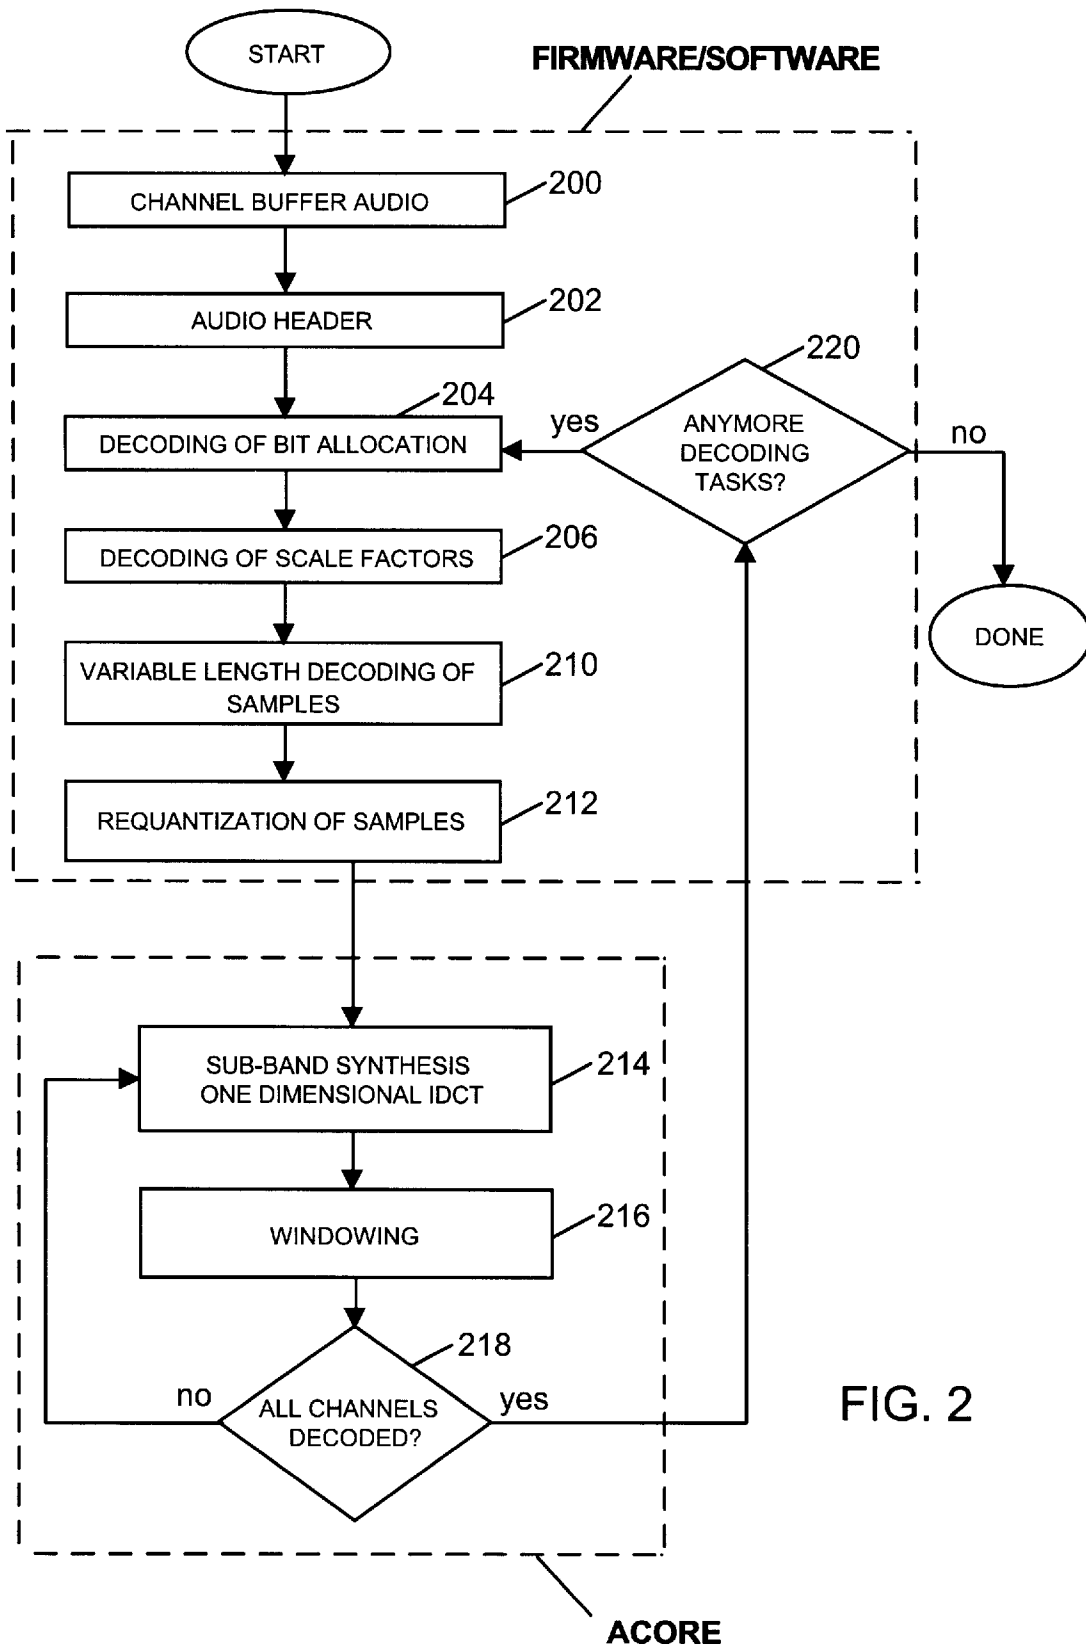 START
FIRMWARE/SOFTWARE
CHANNEL BUFFER AUDIO
200
AUDIO HEADER
202
220
204
DECODING OF BIT ALLOCATION
yes
ANYMORE
DECODING
TASKS?
no
DECODING OF SCALE FACTORS
206
DONE
VARIABLE LENGTH DECODING OF
SAMPLES
210
REQUANTIZATION OF SAMPLES
212
SUB-BAND SYNTHESIS
ONE DIMENSIONAL IDCT
214
WINDOWING
216
218
no
ALL CHANNELS
DECODED?
yes
FIG. 2
ACORE